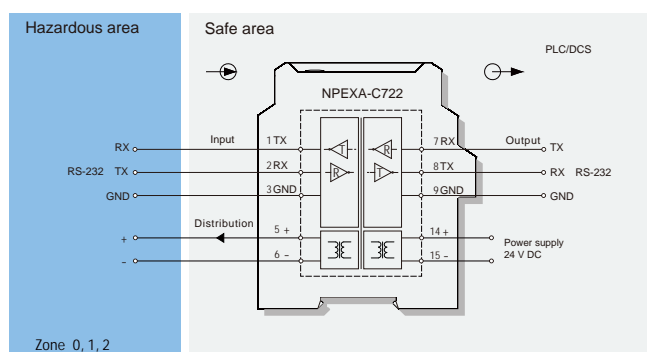 Hazardous area
Safe area
PLC/DCS
NPEXA-C722
RX
Input
1 TX
T
R
7 RX
Output
TX
RS-232 TX
2 RX
R
T
8 TX
RX RS-232
GND
3 GND
9 GND
GND
+
Distribution
5 +
14 +
Power supply
24 V DC
–
6 –
15 –
Zone 0, 1, 2